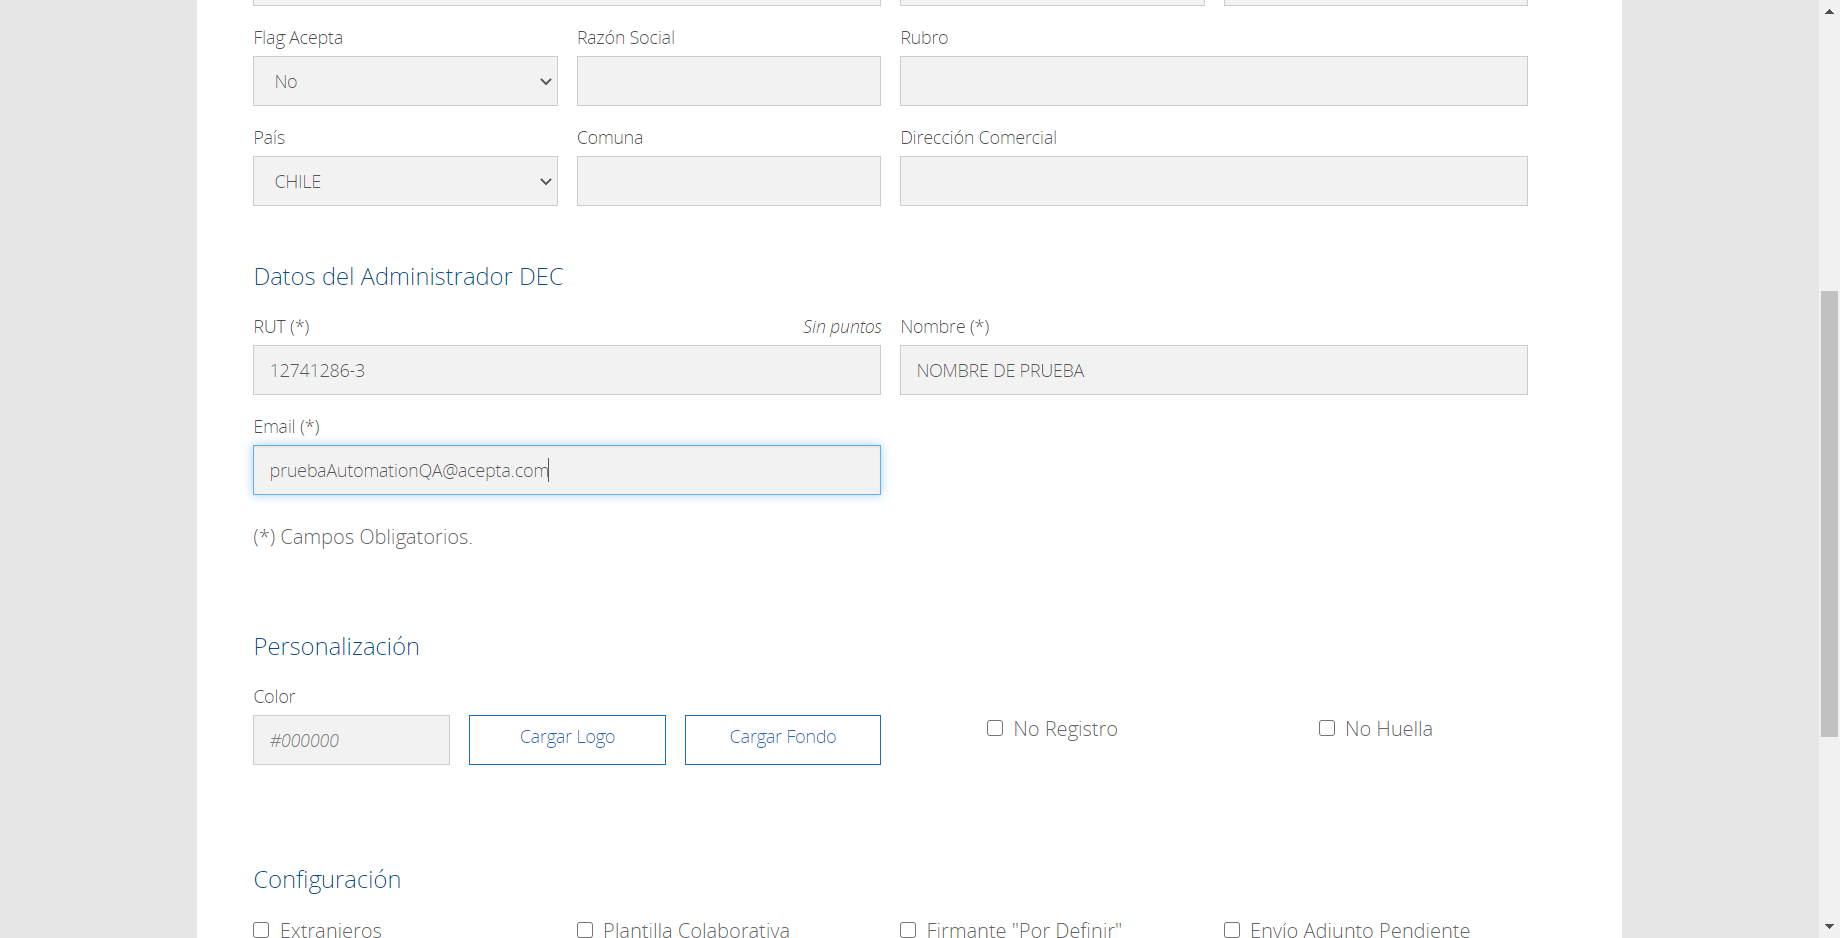 Flag Acepta Razón Social Rubro
No
País Comuna Dirección Comercial
CHILE
Datos del Administrador DEC
RUT (*) Sin puntos Nombre (*)
12741286-3 NOMBRE DE PRUEBA
Email (*)
pruebaAutomationQA@acepta.com
(*) Campos Obligatorios.
Personalización
Color
#000000 Cargar Logo Cargar Fondo No Registro No Huella
Configuración
Extranjeros Plantilla Colaborativa Firmante "Por Definir" Envío Adjunto Pendiente